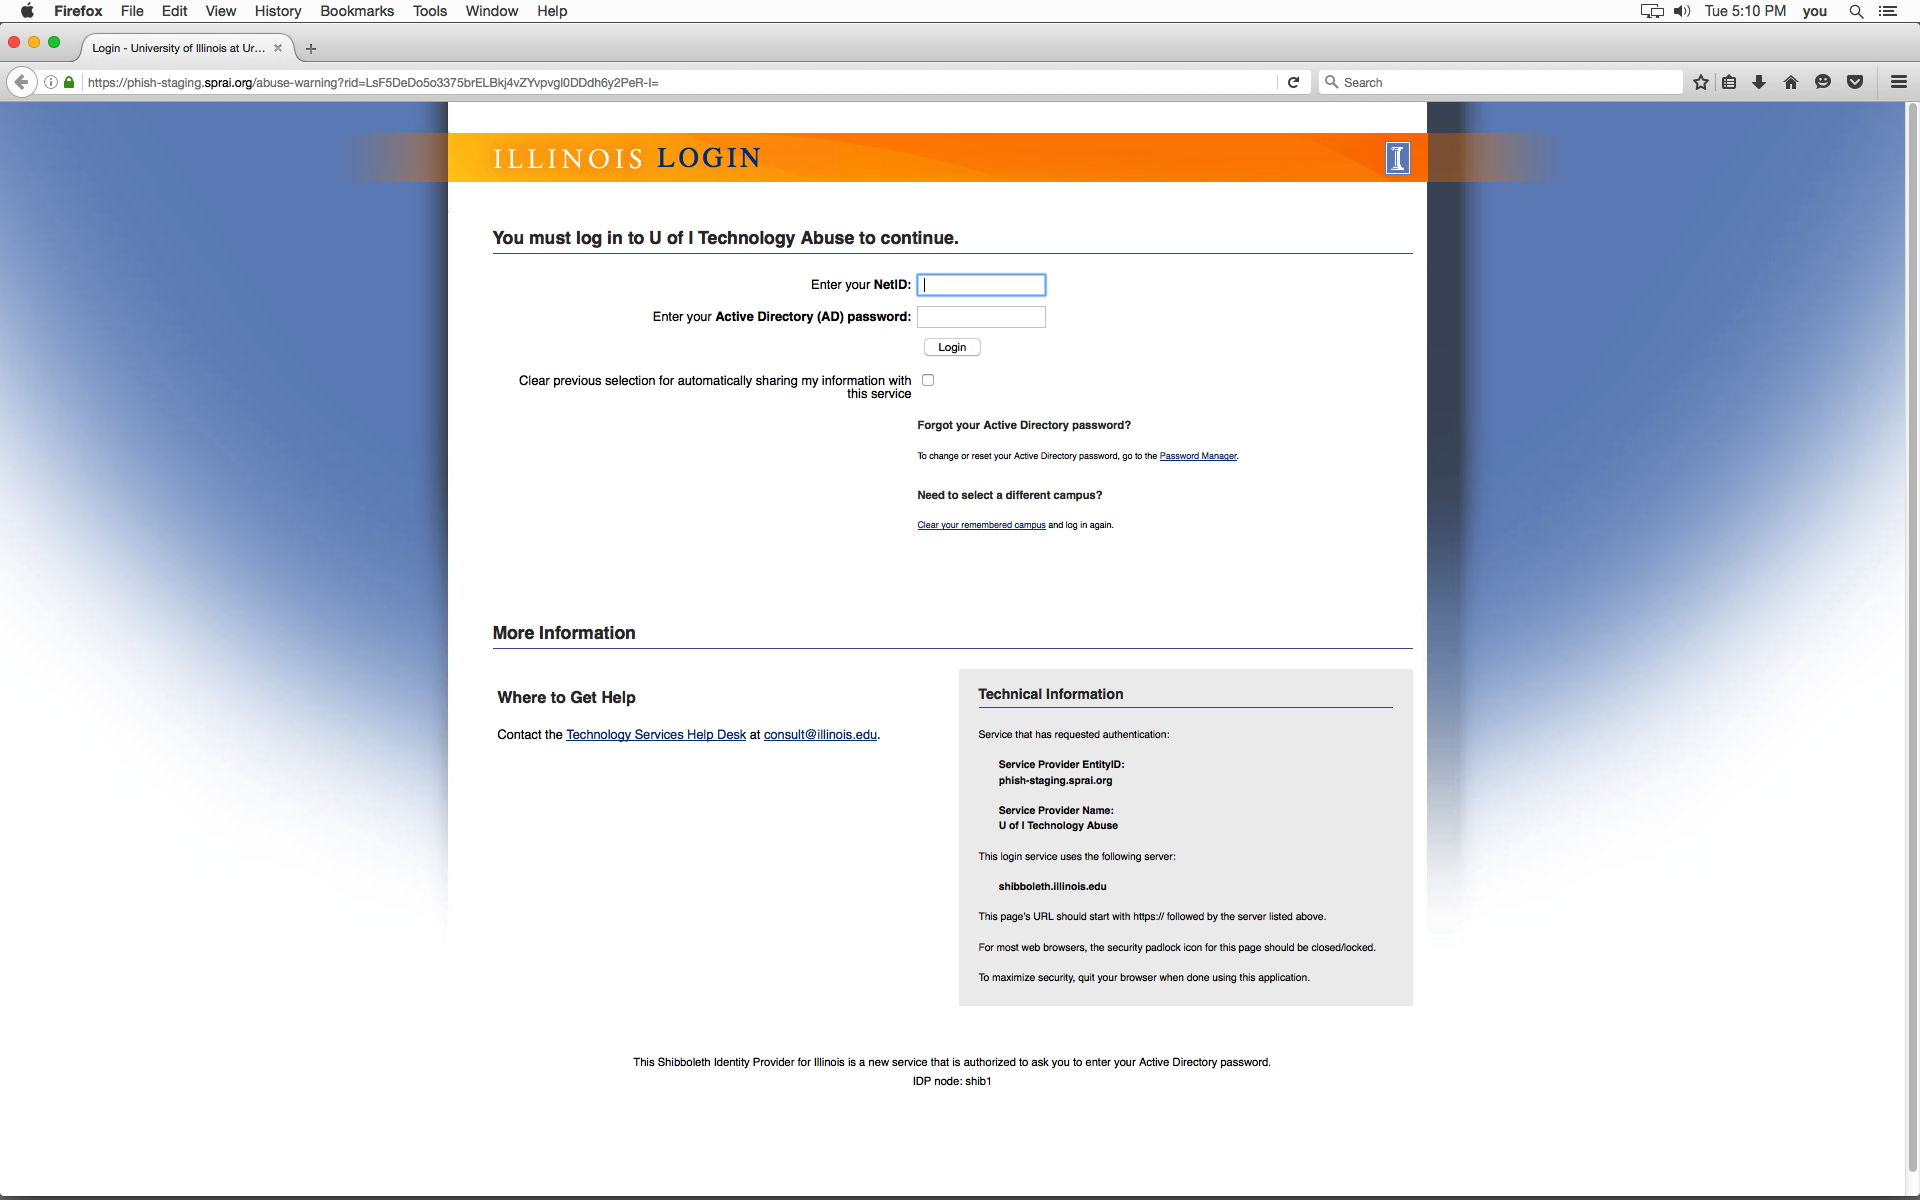 Firefox File Edit View History Bookmarks Tools Window Help Tue 5:10 PM you
Login - University of Illinois at Ur...
https://phish-staging.sprai.org/abuse-warning?rid=LsF5DeDo5o3375brELBkj4vZYvpvgl0DDdh6y2PeR-I= Search
ILLINOIS LOGIN
You must log in to U of I Technology Abuse to continue.
Enter your NetID:
Enter your Active Directory (AD) password:
Login
Clear previous selection for automatically sharing my information with
this service
Forgot your Active Directory password?
To change or reset your Active Directory password, go to the Password Manager.
Need to select a different campus?
Clear your remembered campus and log in again.
More Information
Where to Get Help
Contact the Technology Services Help Desk at consult@illinois.edu.
Technical Information
Service that has requested authentication:
Service Provider EntityID:
phish-staging.sprai.org
Service Provider Name:
U of I Technology Abuse
This login service uses the following server:
shibboleth.illinois.edu
This page's URL should start with https:// followed by the server listed above.
For most web browsers, the security padlock icon for this page should be closed/locked.
To maximize security, quit your browser when done using this application.
This Shibboleth Identity Provider for Illinois is a new service that is authorized to ask you to enter your Active Directory password.
IDP node: shib1